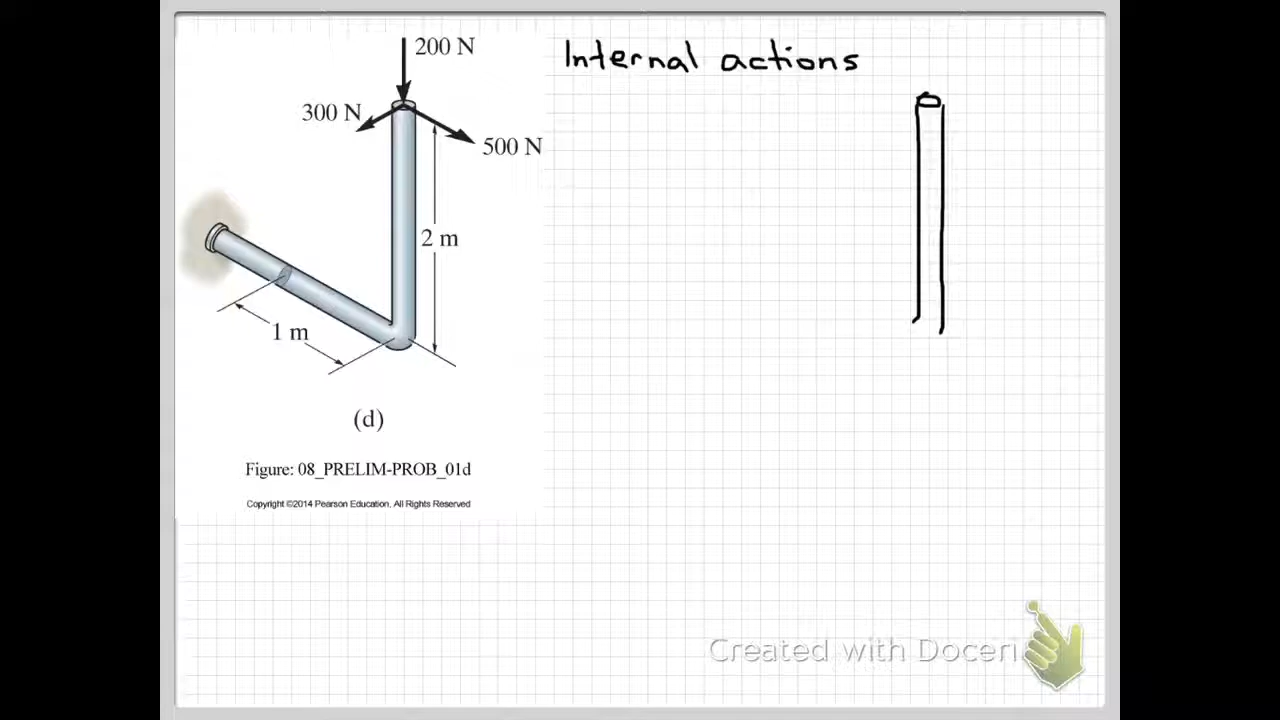 Internal actions
200 N
300 N
500 N
2 m
1 m
(d)
Figure: 08_PRELIM-PROB_01d
Copyright ©2014 Pearson Education, All Rights Reserved
Created with Doceri